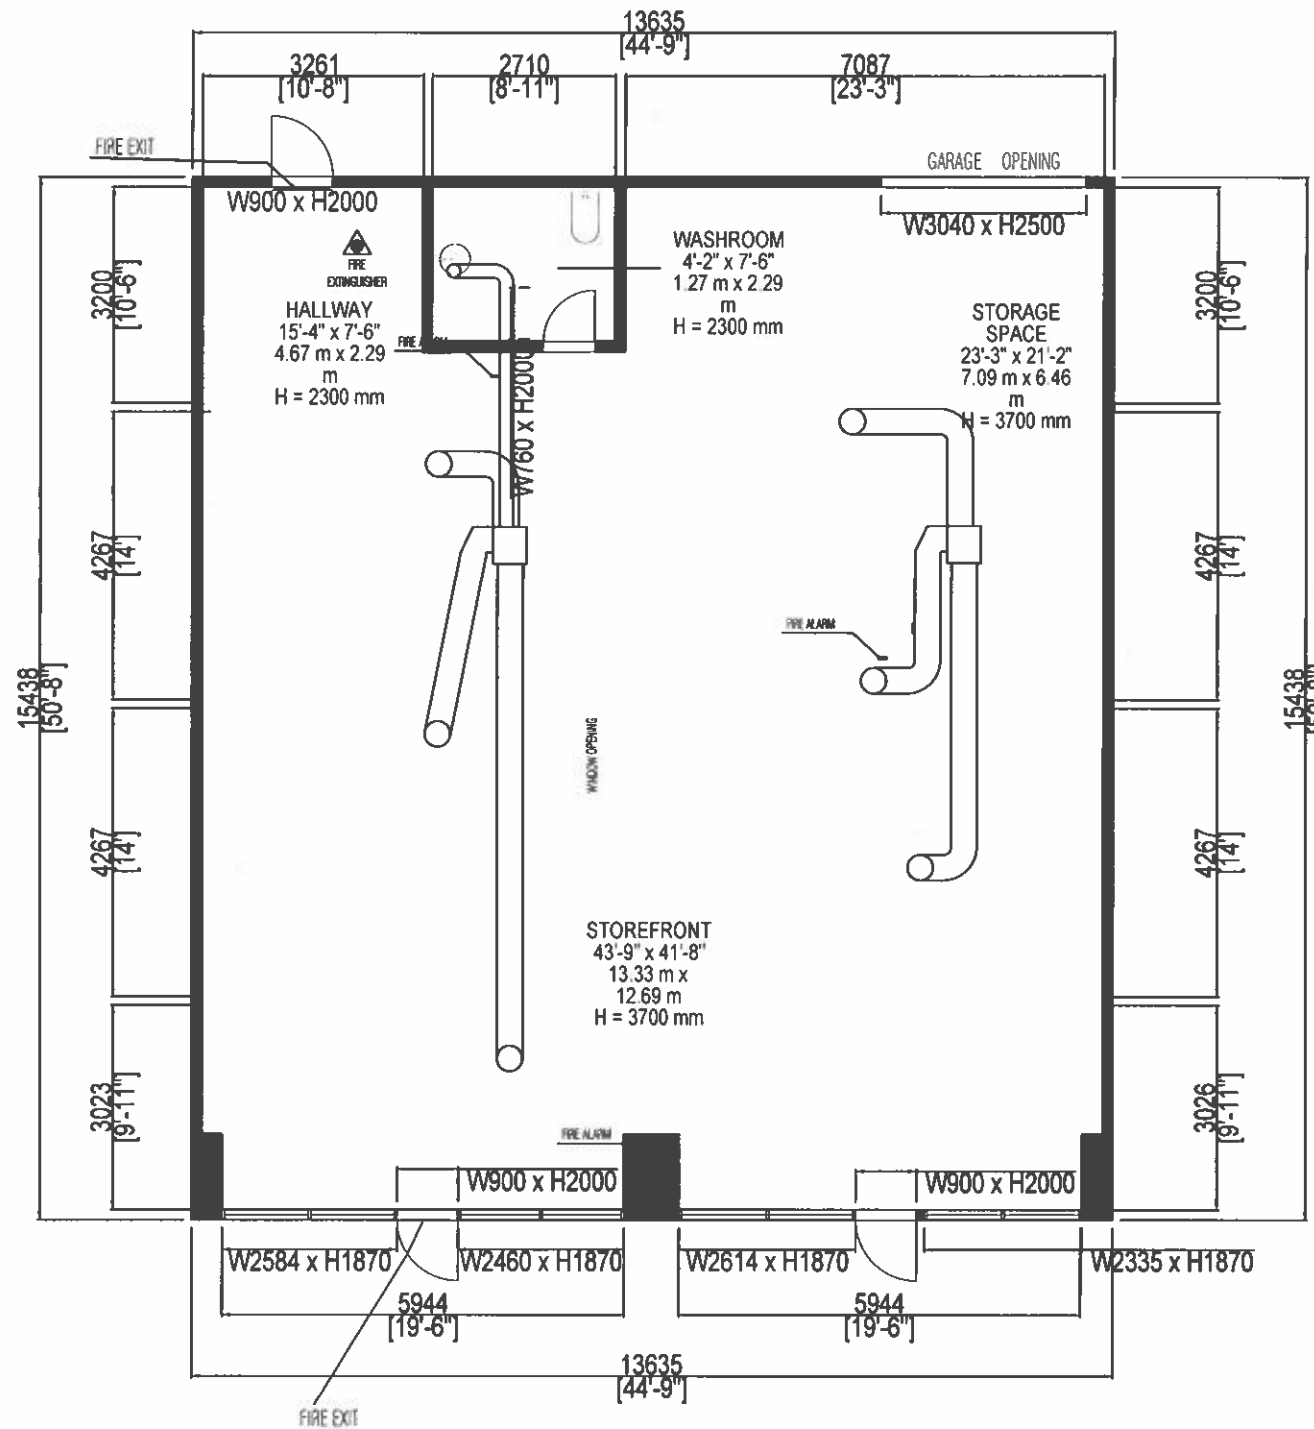 13635
[44'-9"]
3261
[10'-8"]
2710
[8'-11"]
7087
[23'-3"]
FIRE EXIT
GARAGE OPENING
W900 x H2000
W3040 x H2500
FIRE
EXTINGUISHER
WASHROOM
4'-2" x 7'-6"
1.27 m x 2.29
m
H = 2300 mm
3200
[10'-6"]
3200
[10'-6"]
HALLWAY
15'-4" x 7'-6"
4.67 m x 2.29
m
H = 2300 mm
FIRE
STORAGE
SPACE
23'-3" x 21'-2"
7.09 m x 6.46
m
H = 3700 mm
W760 x H2000
4267
[14']
4267
[14']
FIRE ALARM
15438
[50'-8"]
15438
WINDOW OPENING
4267
[14']
4267
[14']
STOREFRONT
43'-9" x 41'-8"
13.33 m x
12.69 m
H = 3700 mm
3023
[9'-11"]
3026
[9'-11"]
FIRE ALARM
W900 x H2000
W900 x H2000
W2584 x H1870
W2460 x H1870
W2614 x H1870
W2335 x H1870
5944
[19'-6"]
5944
[19'-6"]
13635
[44'-9"]
FIRE EXIT